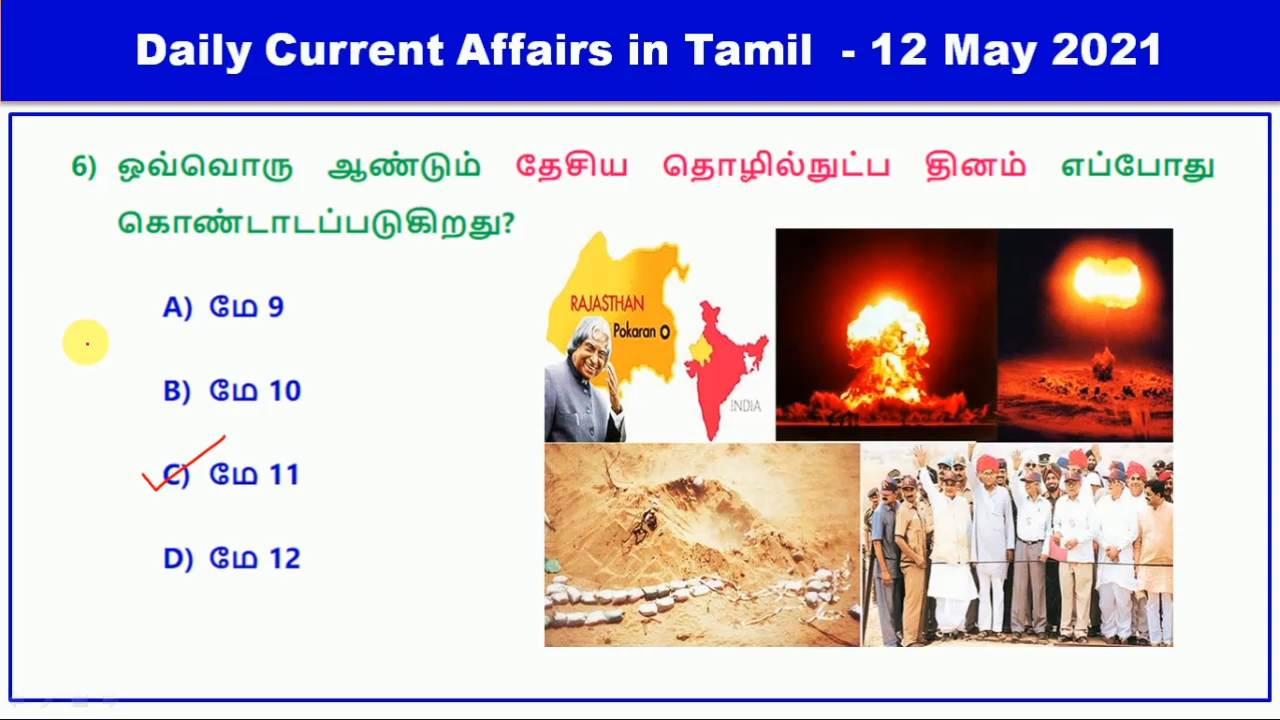 Daily Current Affairs in Tamil - 12 May 2021
6) ஒவ்வொரு ஆண்டும் தேசிய தொழில்நுட்ப தினம் எப்போது
கொண்டாடப்படுகிறது?
A) மே 9
B) மே 10
C) மே 11
D) மே 12
RAJASTHAN
Pokaran
INDIA